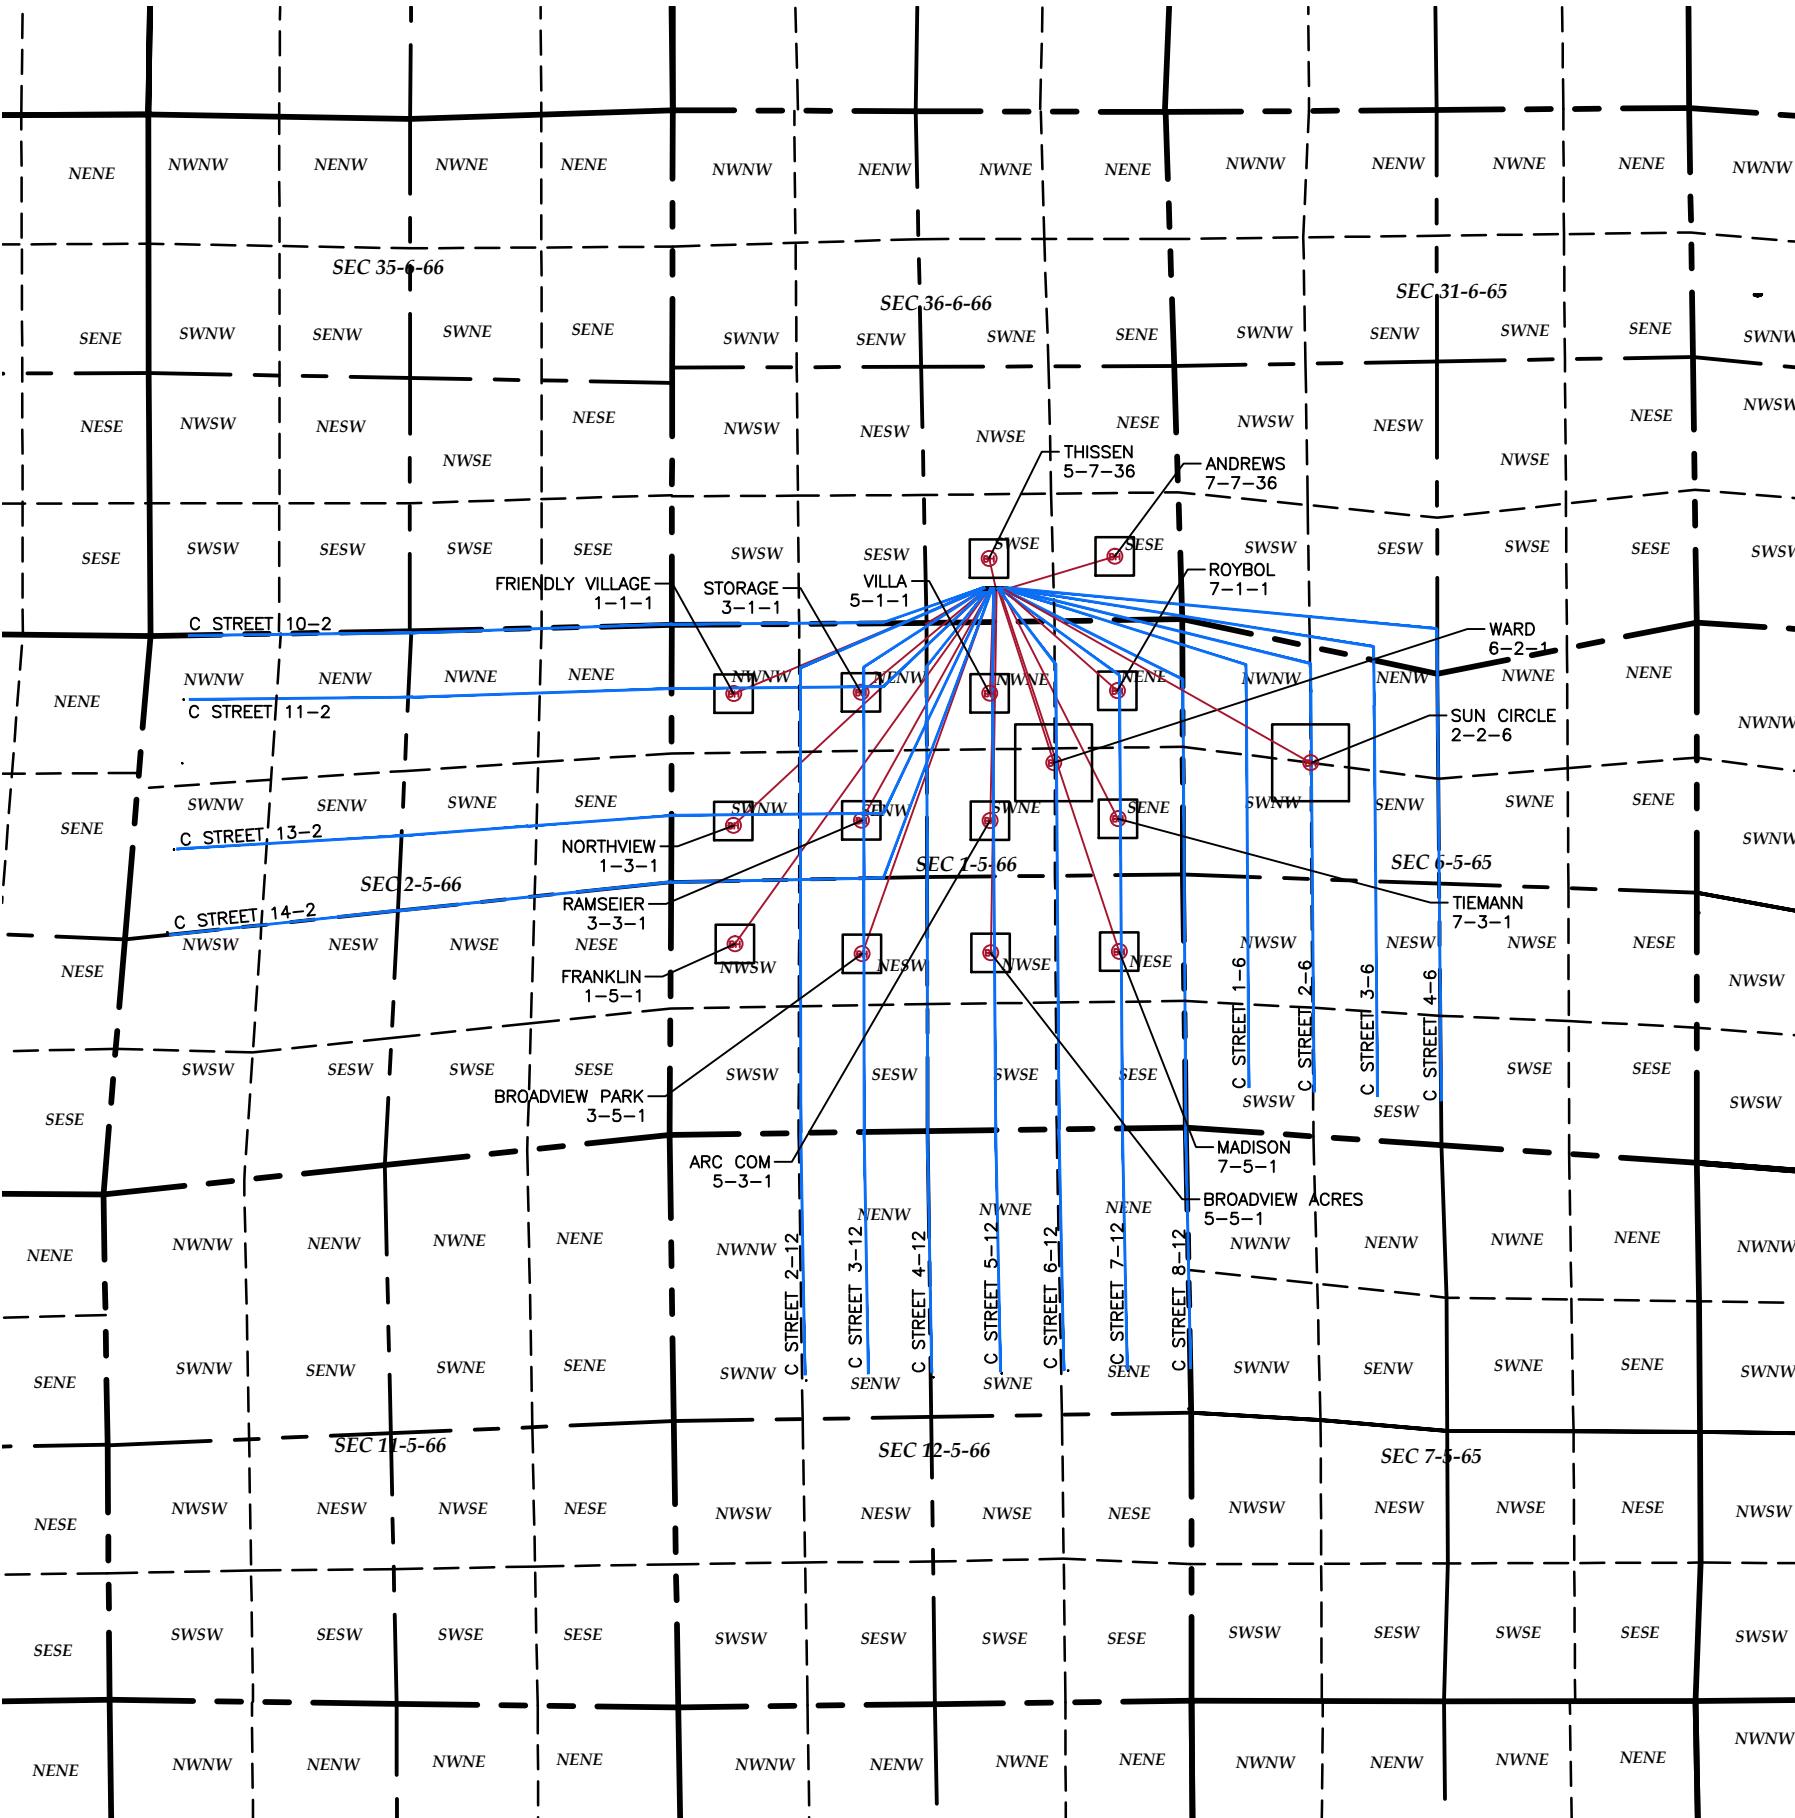 NENE NWNW NENW NWNE NENE NWNW NENW NWNE NENE NWNW NENW NWNE NENE NWNW
SEC 35-6-66 SEC 36-6-66 SEC 31-6-65
SENE SWNW SENW SWNE SENE SWNW SENW SWNE SENE SWNW SENW SWNE SENE SWNW
NESE NWSW NESW NWSE NESE NWSW NESW NWSE NESE NWSW NESW NWSE NESE NWSW
THISSEN
5-7-36
ANDREWS
7-7-36
SESE SWSW SESW SWSE SESE SWSW SESW SWSE SESE SWSW SESW SWSE SESE SWSW
FRIENDLY VILLAGE
1-1-1
STORAGE
3-1-1
VILLA
5-1-1
ROYBOL
7-1-1
C STREET 10-2
WARD
6-2-1
NENE NWNW NENW NWNE NENE NWNW NENW NWNE NENE NWNW NENW NWNE NENE NWNW
C STREET 11-2
SUN CIRCLE
2-2-6
SENE SWNW SENW SWNE SENE SWNW SENW SWNE SENE SWNW SENW SWNE SENE SWNW
C STREET 13-2
NORTHVIEW
1-3-1
SEC 2-5-66 SEC 1-5-66 SEC 6-5-65
RAMSEIER
3-3-1
TIEMANN
7-3-1
C STREET 14-2
NESE NWSW NESW NWSE NESE NWSW NESW NWSE NESE NWSW NESW NWSE NESE NWSW
FRANKLIN
1-5-1
C STREET 1-6
C STREET 2-6
C STREET 3-6
C STREET 4-6
SESE SWSW SESW SWSE SESE SWSW SESW SWSE SESE SWSW SESW SWSE SESE SWSW
BROADVIEW PARK
3-5-1
ARC COM
5-3-1
MADISON
7-5-1
BROADVIEW ACRES
5-5-1
NENE NWNW NENW NWNE NENE NWNW NENW NWNE NENE NWNW NENW NWNE NENE NWNW
C STREET 2-12
C STREET 3-12
C STREET 4-12
C STREET 5-12
C STREET 6-12
C STREET 7-12
C STREET 8-12
SENE SWNW SENW SWNE SENE SWNW SENW SWNE SENE SWNW SENW SWNE SENE SWNW
SEC 11-5-66 SEC 12-5-66 SEC 7-5-65
NESE NWSW NESW NWSE NESE NWSW NESW NWSE NESE NWSW NESW NWSE NESE NWSW
SESE SWSW SESW SWSE SESE SWSW SESW SWSE SESE SWSW SESW SWSE SESE SWSW
NENE NWNW NENW NWNE NENE NWNW NENW NWNE NENE NWNW NENW NWNE NENE NWNW